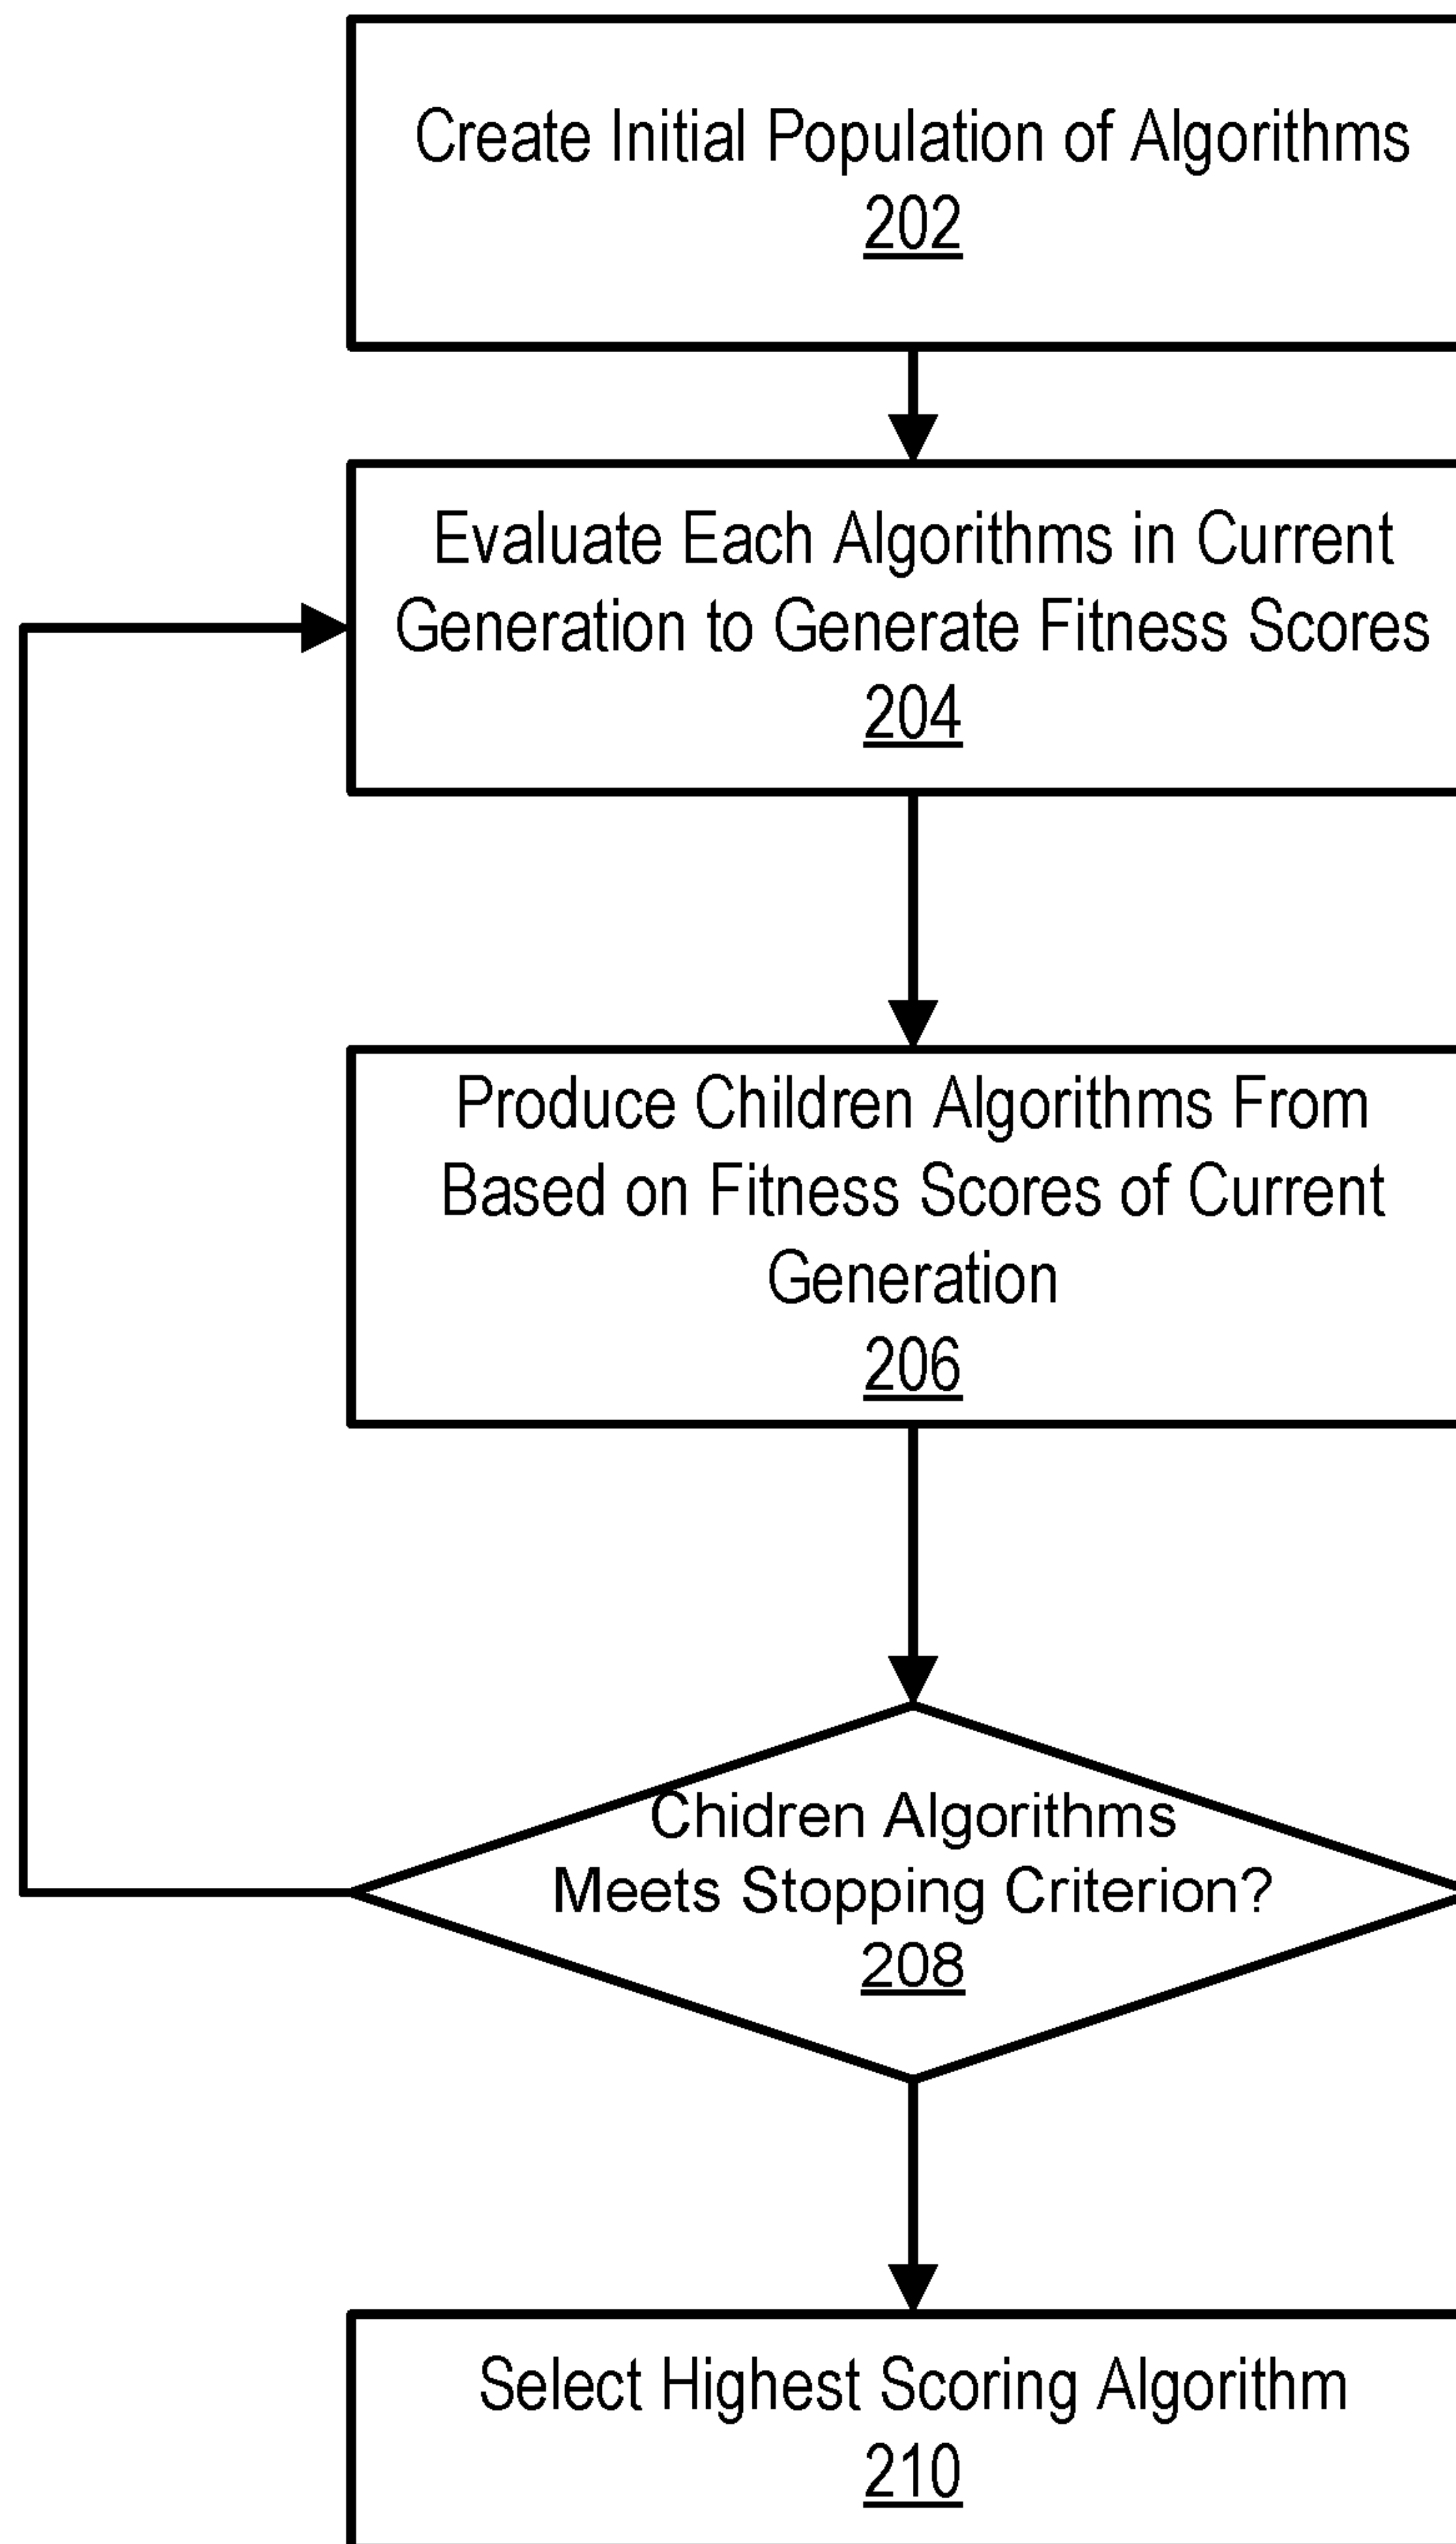 Create Initial Population of Algorithms
202
Evaluate Each Algorithms in Current
Generation to Generate Fitness Scores
204
Produce Children Algorithms From
Based on Fitness Scores of Current
Generation
206
Chidren Algorithms
Meets Stopping Criterion?
208
Select Highest Scoring Algorithm
210